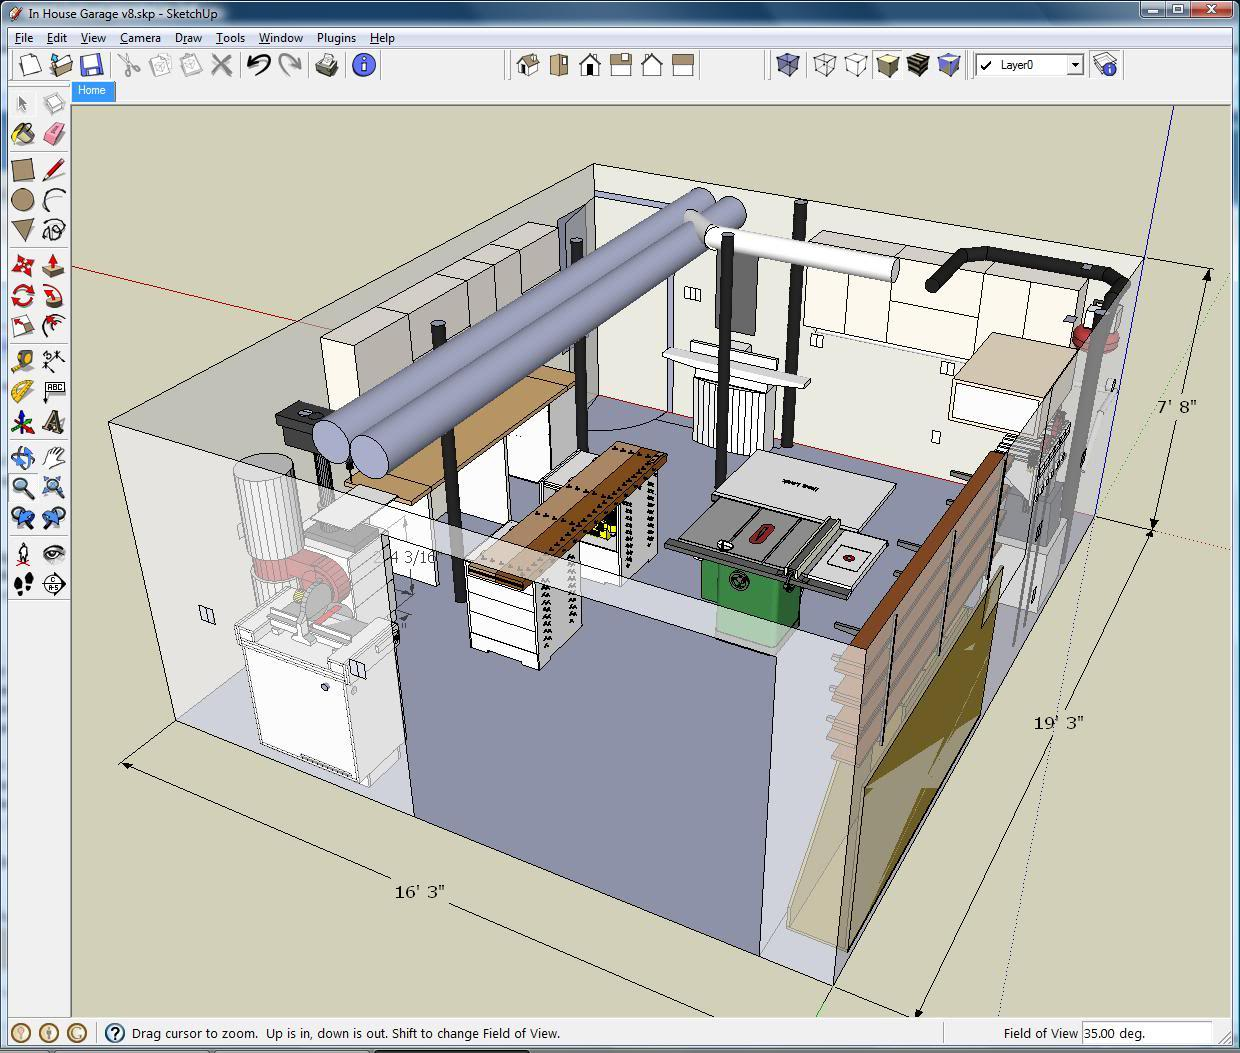 In House Garage v8.skp - SketchUp
File Edit View Camera Draw Tools Window Plugins Help
Layer0
Home
ABC
A
7' 8"
19' 3"
16' 3"
Drag cursor to zoom.  Up is in, down is out. Shift to change Field of View.
Field of View 35.00 deg.